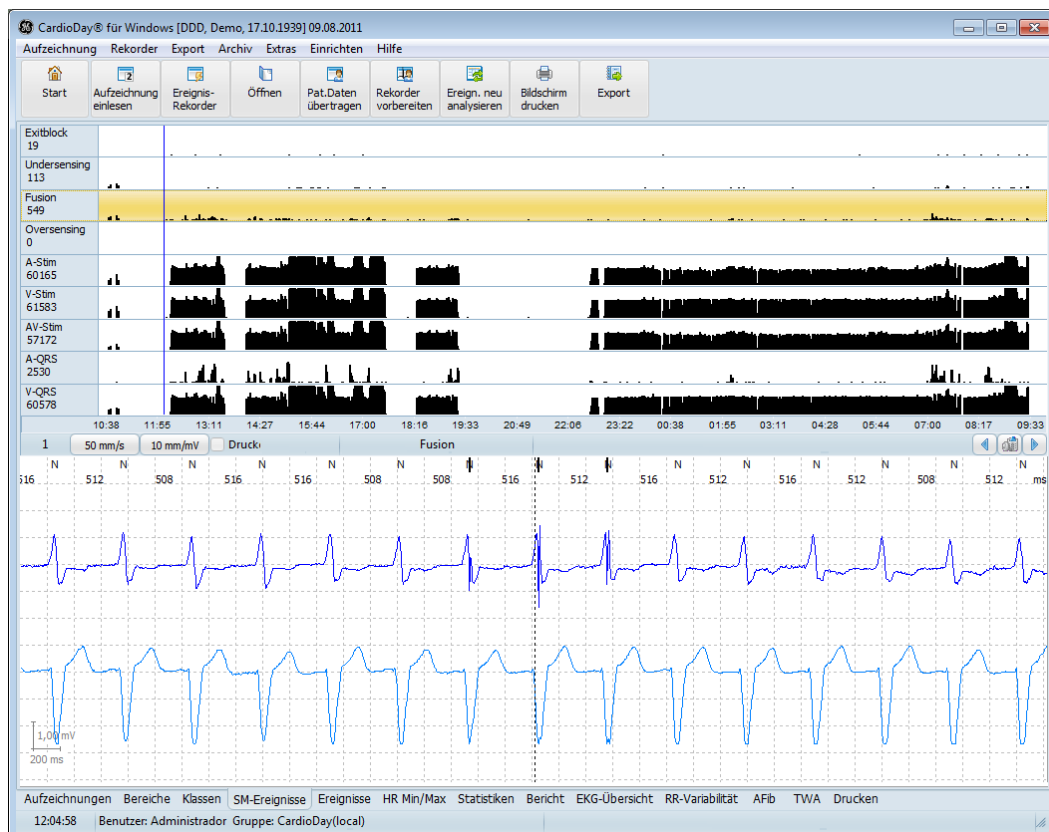 CardioDay® für Windows [DDD, Demo, 17.10.1939] 09.08.2011
Aufzeichnung Rekorder Export Archiv Extras Einrichten Hilfe
Start
Aufzeichnung einlesen
Ereignis-Rekorder
Öffnen
Pat.Daten übertragen
Rekorder vorbereiten
Ereign. neu analysieren
Bildschirm drucken
Export
Exitblock
19
Undersensing
113
Fusion
549
Oversensing
0
A-Stim
60165
V-Stim
61583
AV-Stim
57172
A-QRS
2530
V-QRS
60578
10:38 11:55 13:11 14:27 15:44 17:00 18:16 19:33 20:49 22:06 23:22 00:38 01:55 03:11 04:28 05:44 07:00 08:17 09:33
1 50 mm/s 10 mm/mV Drucke Fusion
N N N N N N N N N N N N N N N
516 512 508 516 516 508 508 516 512 516 512 516 512 508 512 ms
1,00 mV
200 ms
Aufzeichnungen Bereiche Klassen SM-Ereignisse Ereignisse HR Min/Max Statistiken Bericht EKG-Übersicht RR-Variabilität AFib TWA Drucken
12:04:58 Benutzer: Administrador Gruppe: CardioDay(local)